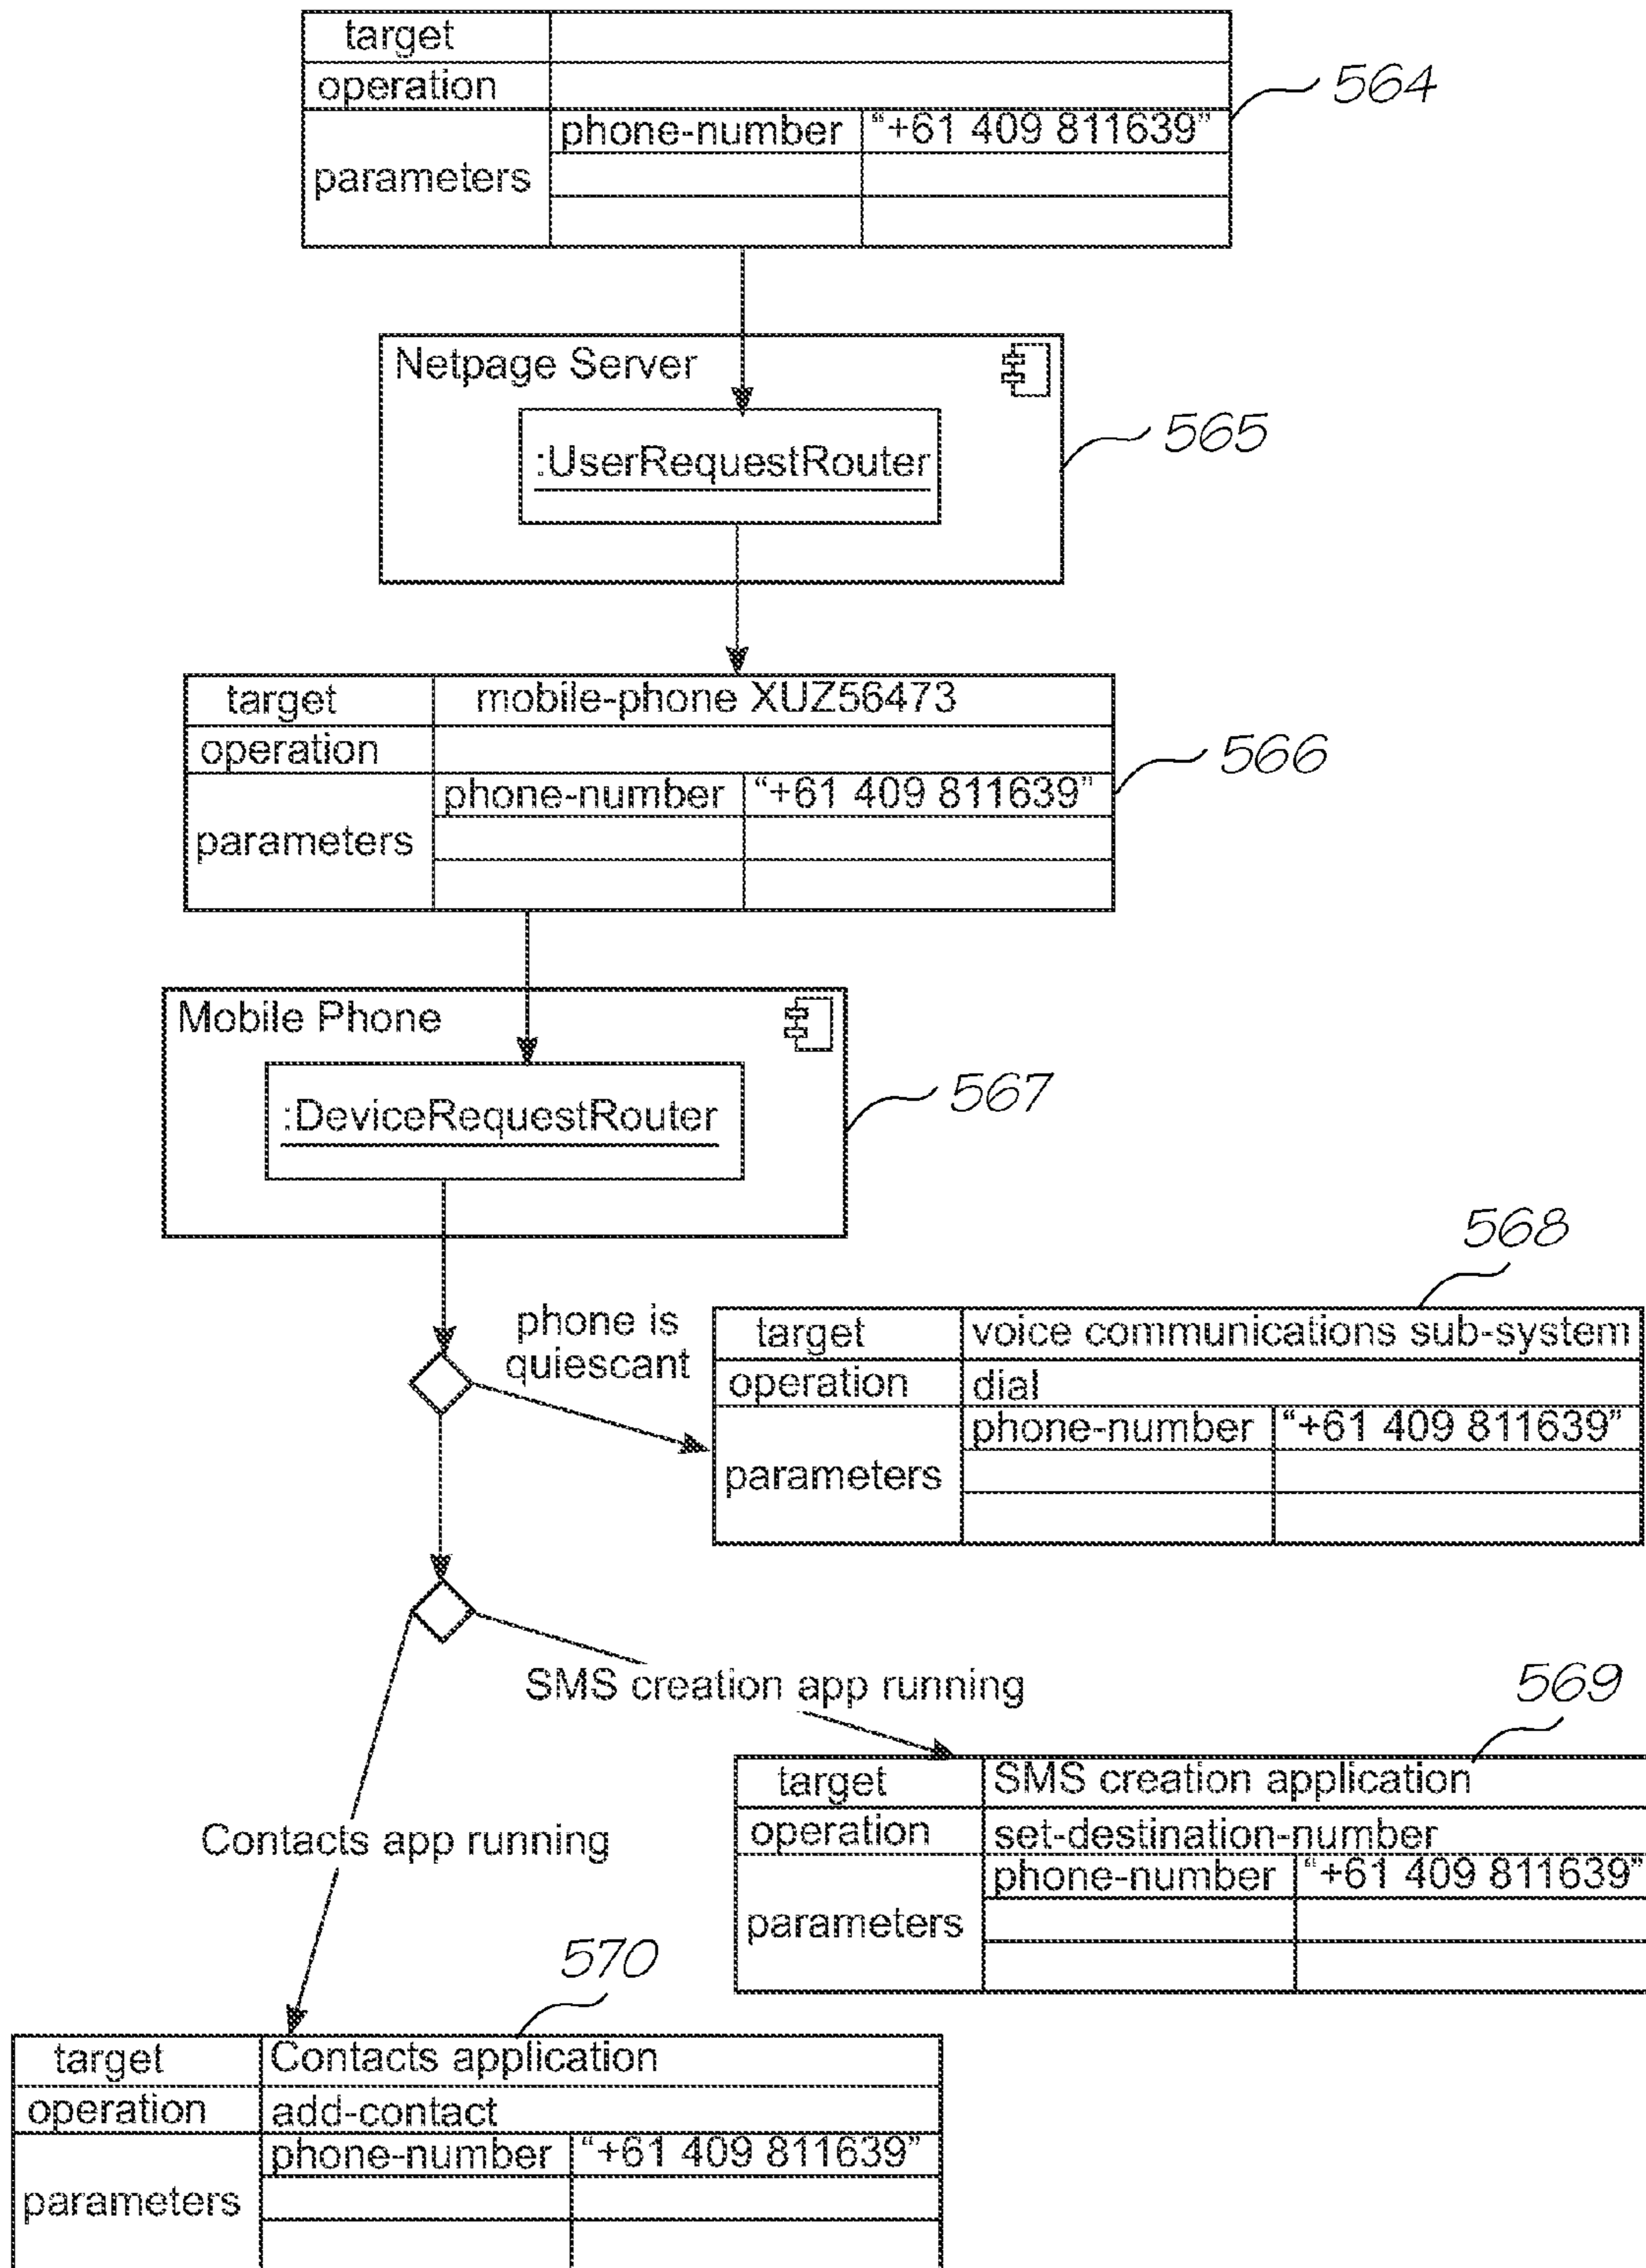 target
operation
564
phone-number "+61 409 811639"
parameters
Netpage Server
565
:UserRequestRouter
target mobile-phone XUZ56473
operation
566
phone-number "+61 409 811639"
parameters
Mobile Phone
567
:DeviceRequestRouter
568
phone is
quiescant
target voice communications sub-system
operation dial
phone-number "+61 409 811639"
parameters
SMS creation app running
569
target SMS creation application
operation set-destination-number
phone-number "+61 409 811639"
parameters
Contacts app running
570
target Contacts application
operation add-contact
phone-number "+61 409 811639"
parameters